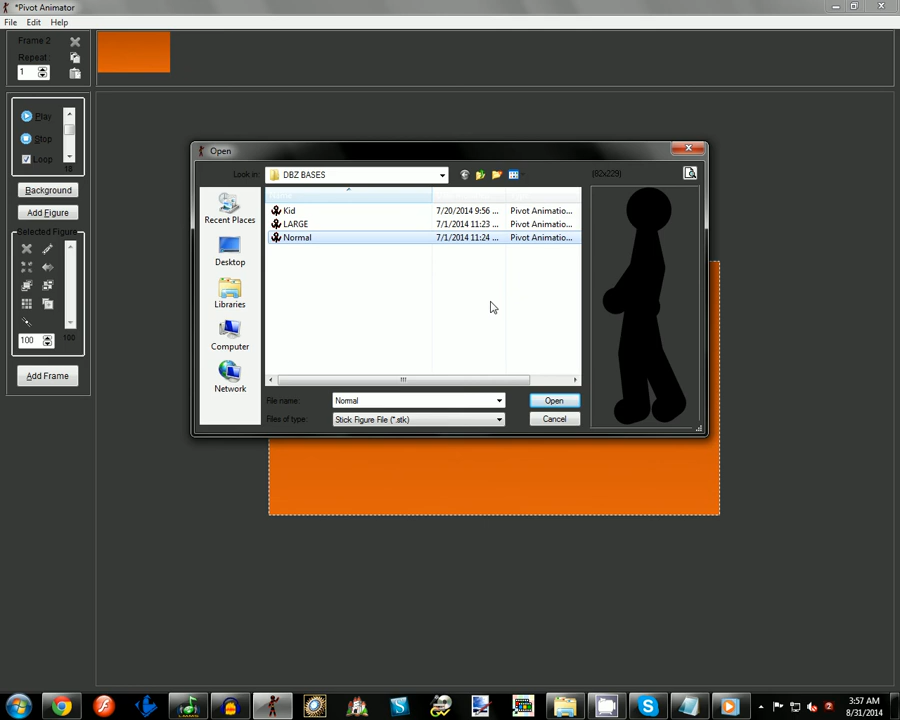 *Pivot Animator
File Edit Help
Frame 2
Repeat
1
Play
Stop
Loop
18
Background
Add Figure
Selected Figure
100
100
Add Frame
Open
Look in: DBZ BASES
(82x229)
Recent Places
Desktop
Libraries
Computer
Network
Kid 7/20/2014 9:56 ... Pivot Animatio...
LARGE 7/1/2014 11:23 ... Pivot Animatio...
Normal 7/1/2014 11:24 ... Pivot Animatio...
File name: Normal
Open
Files of type: Stick Figure File (*.stk)
Cancel
3:57 AM
8/31/2014